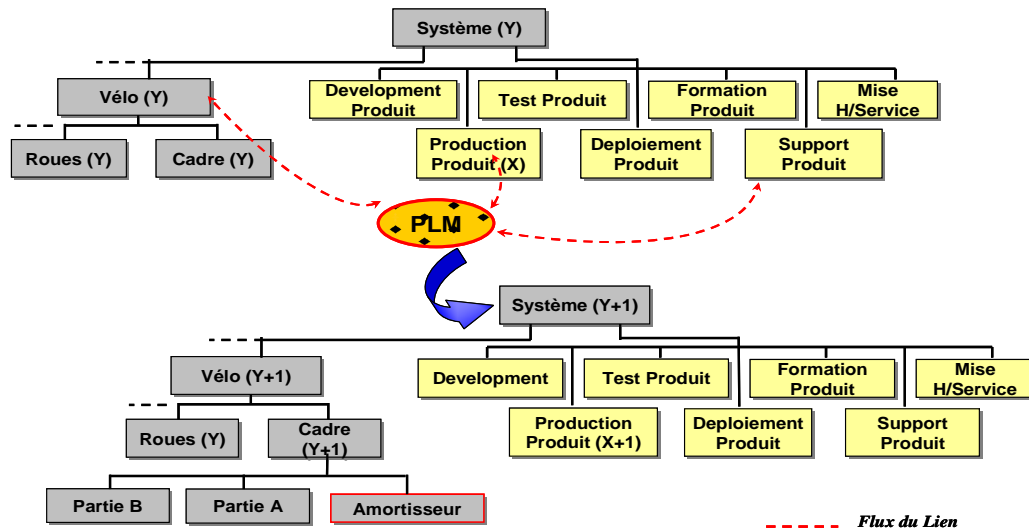 Système (Y)
Vélo (Y)
Development
Produit
Test Produit
Formation
Produit
Mise
H/Service
Roues (Y)
Cadre (Y)
Production
Produit (X)
Deploiement
Produit
Support
Produit
PLM
Système (Y+1)
Vélo (Y+1)
Development
Test Produit
Formation
Produit
Mise
H/Service
Roues (Y)
Cadre
(Y+1)
Production
Produit (X+1)
Deploiement
Produit
Support
Produit
Partie B
Partie A
Amortisseur
Flux du Lien